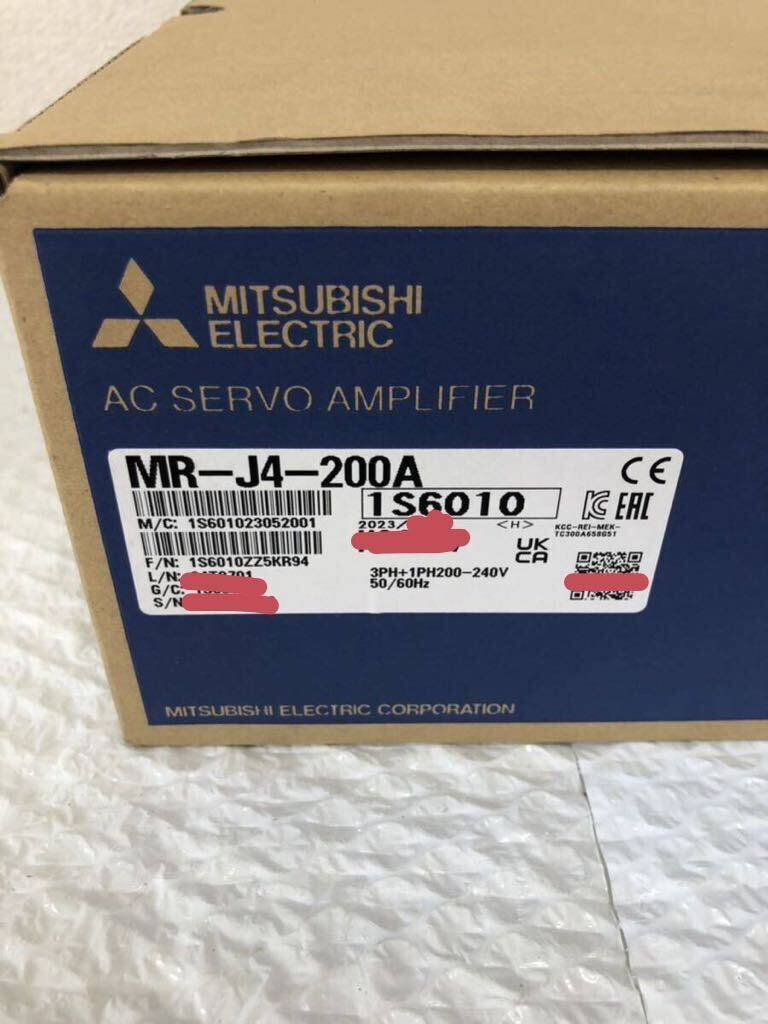 MITSUBISHI
ELECTRIC
AC SERVO AMPLIFIER
MR-J4-200A
1S6010
M/C: 1S601023052001
2023/
<H>
KCC-REI-MEK-
TC300A658G51
F/N: 1S6010ZZ5KR94
L/N:
G/C:
S/N
3PH+1PH200-240V
50/60Hz
CE
EAC
UK
CA
MITSUBISHI ELECTRIC CORPORATION